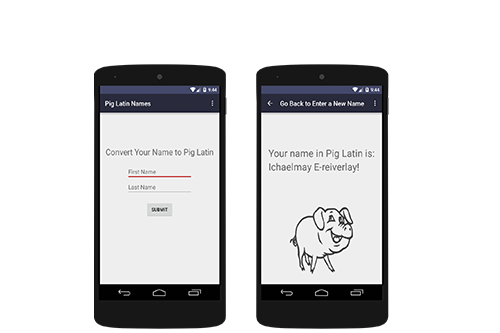 9:44
Pig Latin Names
Convert Your Name to Pig Latin
First Name
Last Name
SUBMIT
9:44
Go Back to Enter a New Name
Your name in Pig Latin is:
Ichaelmay E-reiverlay!